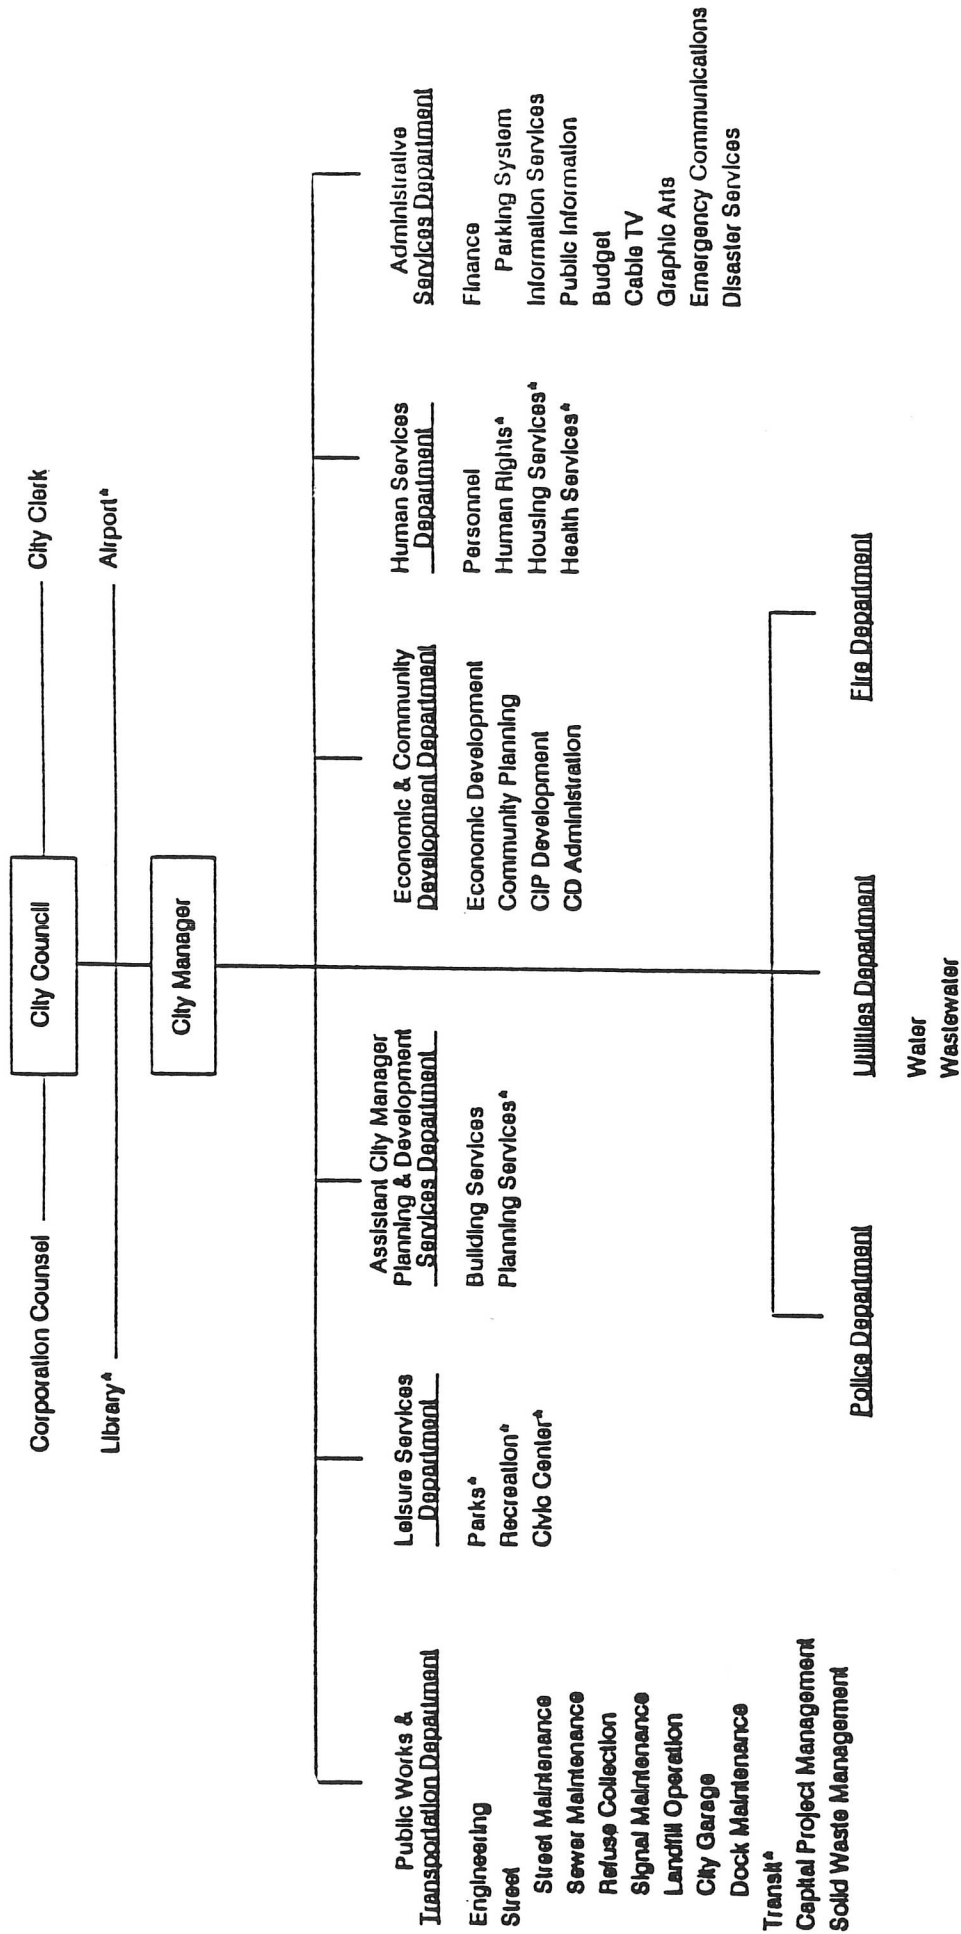 City Council
Corporation Counsel
City Clerk
Library*
Airport*
City Manager
Public Works &
Transportation Department
Engineering
Street
Street Maintenance
Sewer Maintenance
Refuse Collection
Signal Maintenance
Landfill Operation
City Garage
Dock Maintenance
Transit*
Capital Project Management
Solid Waste Management
Leisure Services
Department
Parks*
Recreation*
Civic Center*
Assistant City Manager
Planning & Development
Services Department
Building Services
Planning Services*
Economic & Community
Development Department
Economic Development
Community Planning
CIP Development
CD Administration
Human Services
Department
Personnel
Human Rights*
Housing Services*
Health Services*
Administrative
Services Department
Finance
Parking System
Information Services
Public Information
Budget
Cable TV
Graphic Arts
Emergency Communications
Disaster Services
Police Department
Utilities Department
Water
Wastewater
Fire Department